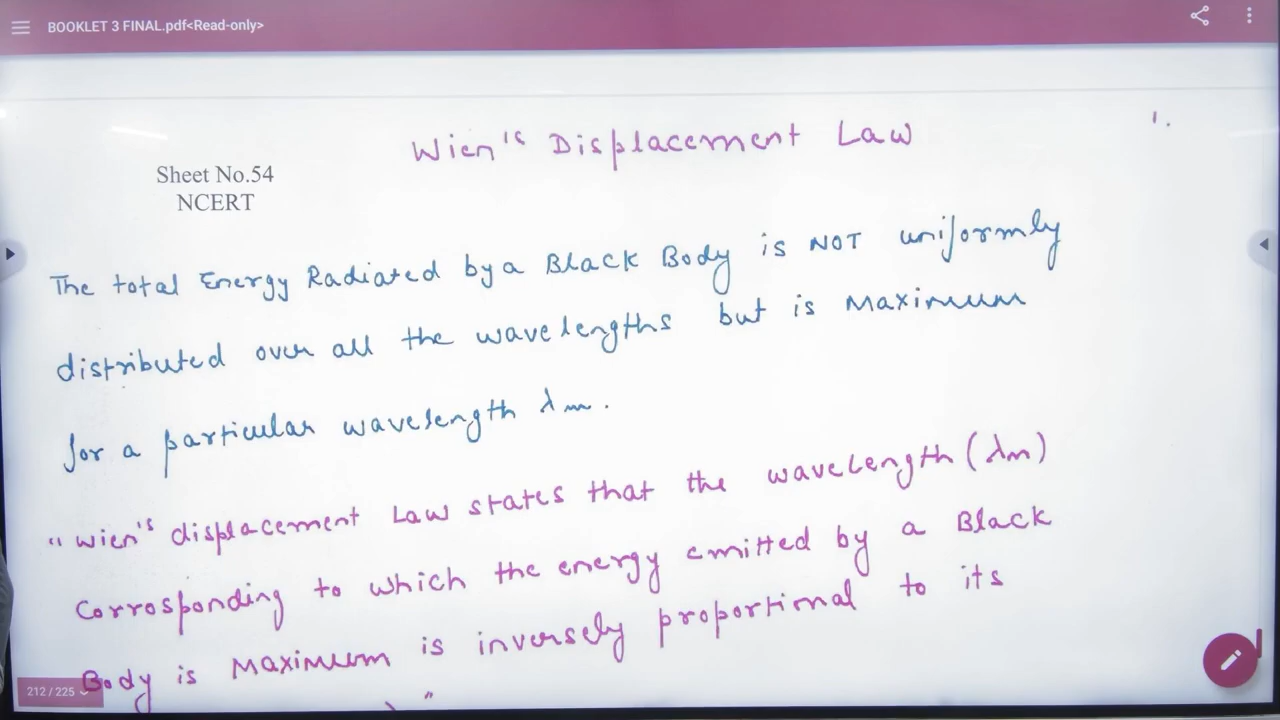 BOOKLET 3 FINAL.pdf<Read-only>
Wien's Displacement Law
1.
Sheet No.54
NCERT
The total Energy Radiated by a Black Body is NOT uniformly
distributed over all the wavelengths but is Maximum
for a particular wavelength λm.
"Wien's displacement Law states that the wavelength (λm)
Corrosponding to which the energy emitted by a Black
Body is Maximum is inversely proportional to its
212 / 225